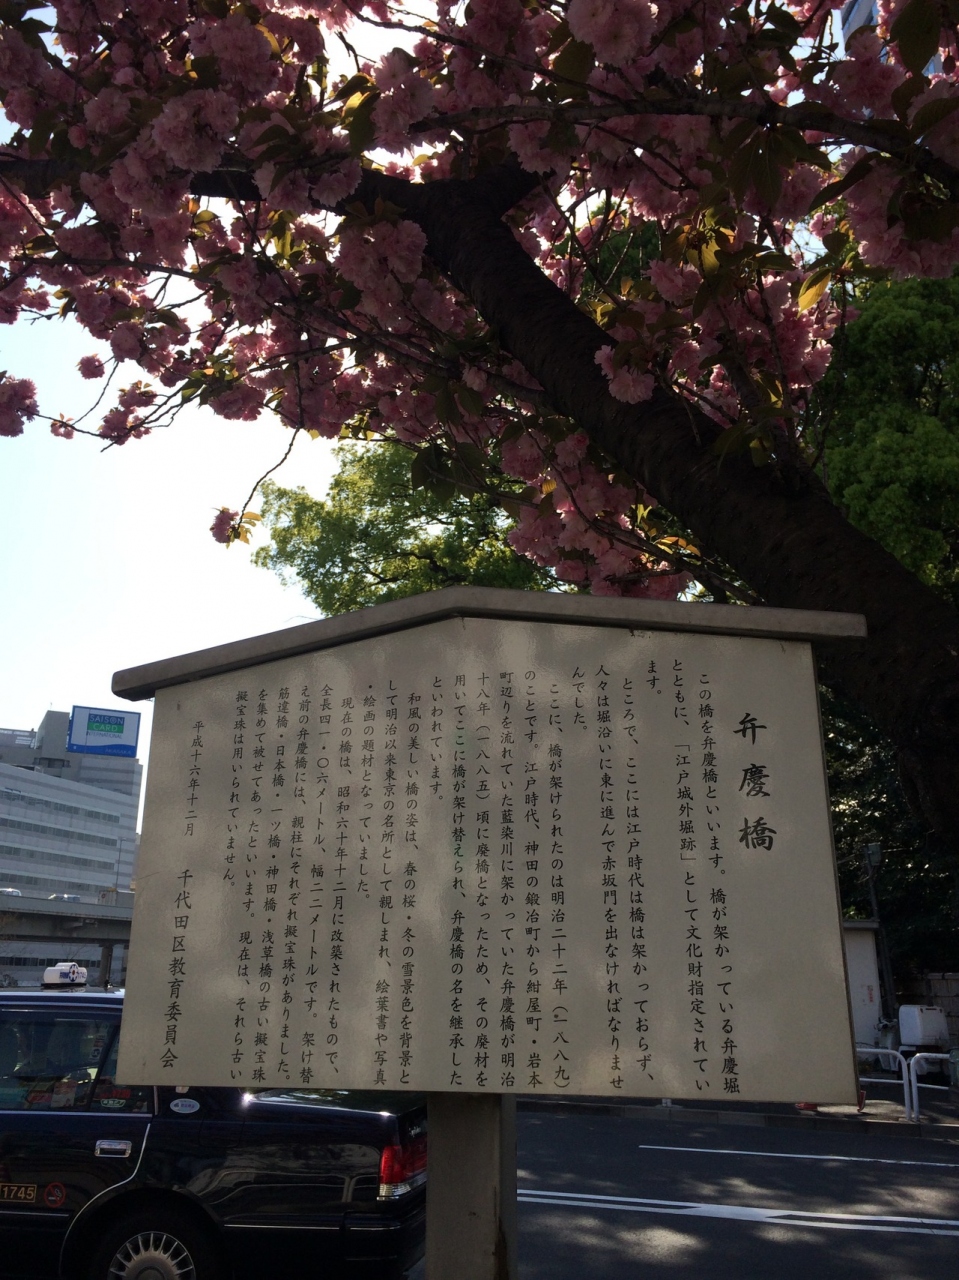 弁慶橋
この橋を弁慶橋といいます。橋が架かっている弁慶堀
とともに、「江戸城外堀跡」として文化財指定されてい
ます。
ところで、ここには江戸時代は橋は架かっておらず、
人々は堀沿いに東に進んで赤坂門を出なければなりませ
んでした。
ここに、橋が架けられたのは明治二十二年（一八八九）
のことです。江戸時代、神田の鍛冶町から紺屋町・岩本
町辺りを流れていた藍染川に架かっていた弁慶橋が明治
十八年（一八八五）頃に廃橋となったため、その廃材を
用いてここに橋が架け替えられ、弁慶橋の名を継承した
といわれています。
和風の美しい橋の姿は、春の桜・冬の雪景色を背景と
して明治以来東京の名所として親しまれ、絵葉書や写真
・絵画の題材となっていました。
現在の橋は、昭和六十年十二月に改築されたもので、
全長四一・〇六メートル、幅二二メートルです。架け替
え前の弁慶橋には、親柱にそれぞれ擬宝珠がありました。
筋違橋・日本橋・一ツ橋・神田橋・浅草橋の古い擬宝珠
を集めて被せてあったといいます。現在は、それら古い
擬宝珠は用いられていません。
平成十六年十二月　千代田区教育委員会
SAISON
CARD
INTERNATIONAL
1745